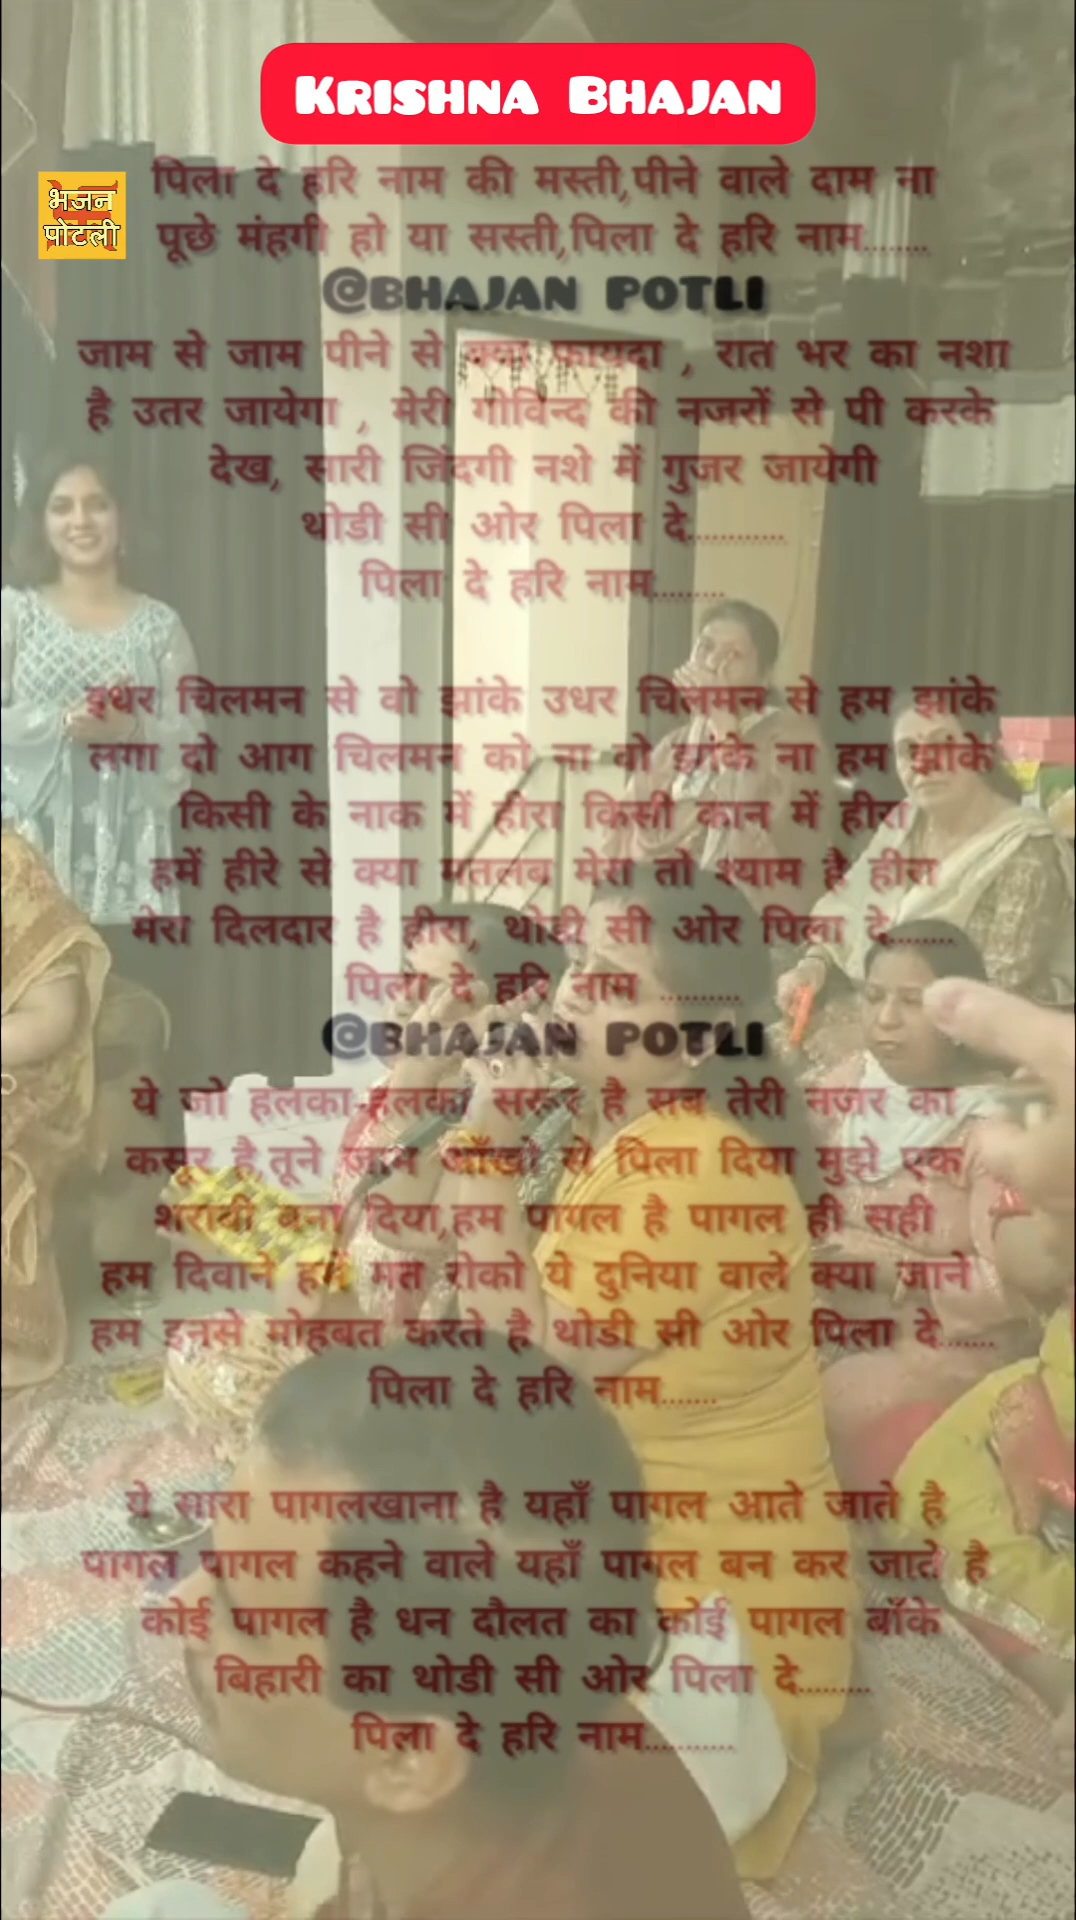 KRISHNA BHAJAN
भजन
पोटली
पिला दे हरि नाम की मस्ती,पीने वाले दाम ना
पूछे मंहगी हो या सस्ती,पिला दे हरि नाम........
@BHAJAN POTLI
जाम से जाम पीने से क्या फायदा , रात भर का नशा
है उतर जायेगा , मेरी गोविन्द की नजरों से पी करके
देख, सारी जिंदगी नशे में गुजर जायेगी
थोडी सी ओर पिला दे............
पिला दे हरि नाम.........
इधर चिलमन से वो झांके उधर चिलमन से हम झांके
लगा दो आग चिलमन को ना वो झांके ना हम झांके
किसी के नाक में हीरा किसी कान में हीरा
हमें हीरे से क्या मतलब मेरा तो श्याम है हीरा
मेरा दिलदार है हीरा, थोडी सी ओर पिला दे........
पिला दे हरि नाम ..........
@BHAJAN POTLI
ये जो हलका-हलका सरूर है सब तेरी नजर का
कसूर है,तूने जाम आँखो से पिला दिया मुझे एक
शराबी बना दिया,हम पागल है पागल ही सही
हम दिवाने हमें मत रोको ये दुनिया वाले क्या जानें
हम इनसे मोहबत करते है थोडी सी ओर पिला दे.......
पिला दे हरि नाम.......
ये सारा पागलखाना है यहाँ पागल आते जाते है
पागल पागल कहने वाले यहाँ पागल बन कर जाते है
कोई पागल है धन दौलत का कोई पागल बाँके
बिहारी का थोडी सी ओर पिला दे.........
पिला दे हरि नाम...........